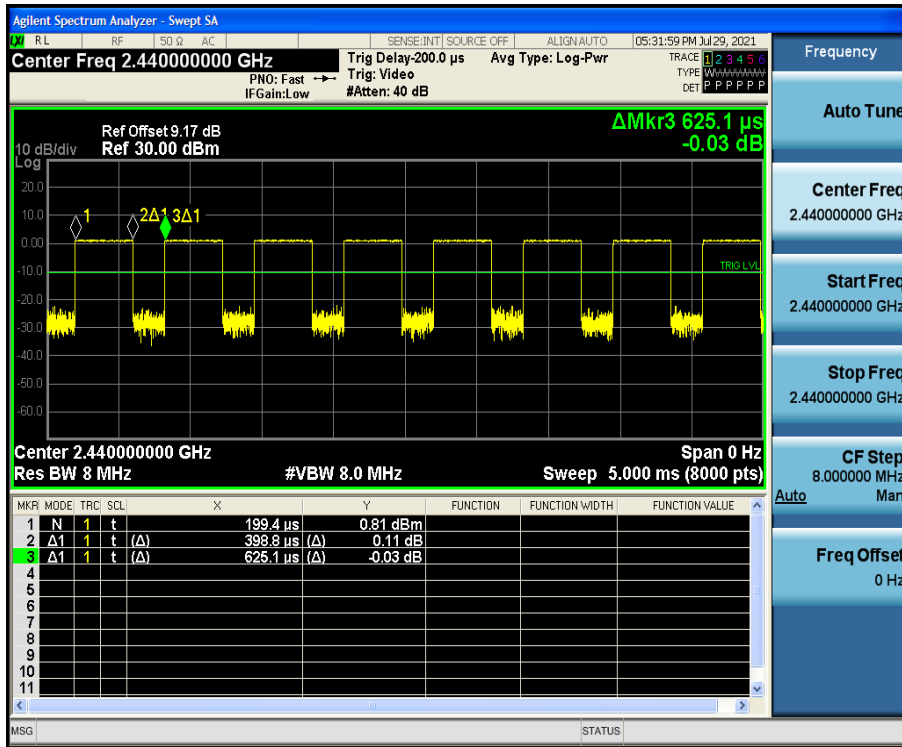 Agilent Spectrum Analyzer - Swept SA
LXI RL RF 50 Ω AC SENSE:INT SOURCE OFF ALIGN AUTO 05:31:59 PM Jul 29, 2021
Center Freq 2.440000000 GHz
PNO: Fast
IFGain:Low
Trig Delay-200.0 µs
Trig: Video
#Atten: 40 dB
Avg Type: Log-Pwr
TRACE 1 2 3 4 5 6
TYPE W
DET P P P P P P
Ref Offset 9.17 dB
Ref 30.00 dBm
10 dB/div
Log
ΔMkr3 625.1 µs
-0.03 dB
20.0
10.0
0.00
-10.0
-20.0
-30.0
-40.0
-50.0
-60.0
1
2Δ1
3Δ1
TRIG LVL
Center 2.440000000 GHz Span 0 Hz
Res BW 8 MHz #VBW 8.0 MHz Sweep 5.000 ms (8000 pts)
MKR MODE TRC SCL X Y FUNCTION FUNCTION WIDTH FUNCTION VALUE
1 N 1 t 199.4 µs 0.81 dBm
2 Δ1 1 t (Δ) 398.8 µs (Δ) 0.11 dB
3 Δ1 1 t (Δ) 625.1 µs (Δ) -0.03 dB
4
5
6
7
8
9
10
11
MSG STATUS
Frequency
Auto Tune
Center Freq
2.440000000 GHz
Start Freq
2.440000000 GHz
Stop Freq
2.440000000 GHz
CF Step
8.000000 MHz
Auto Man
Freq Offset
0 Hz